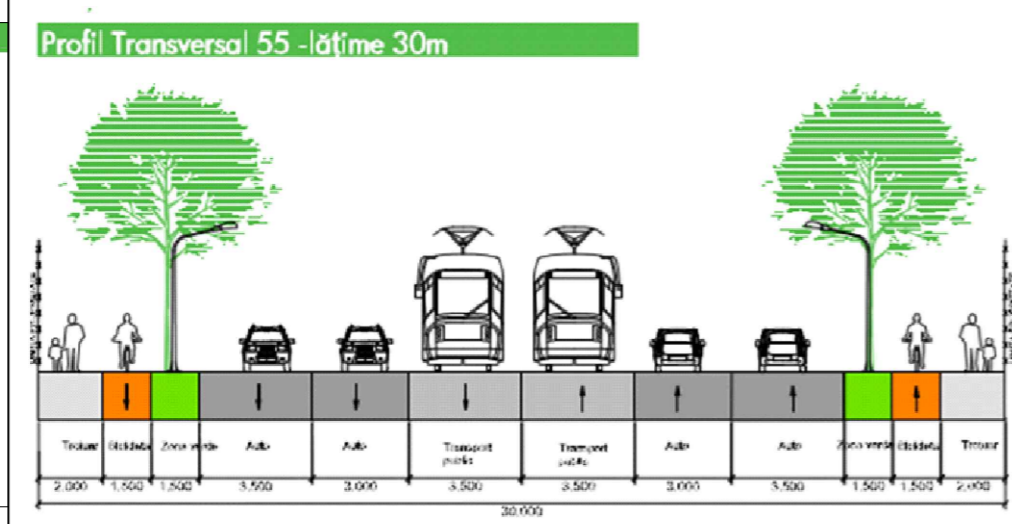 Profil Transversal 55 -lățime 30m
Trotuar Biciclete Zona verde Auto Auto Transport public Transport public Auto Auto Zona verde Biciclete Trotuar
2.000 1.500 1.500 3.500 3.000 3.500 3.500 3.000 3.500 1.500 1.500 2.000
30.000